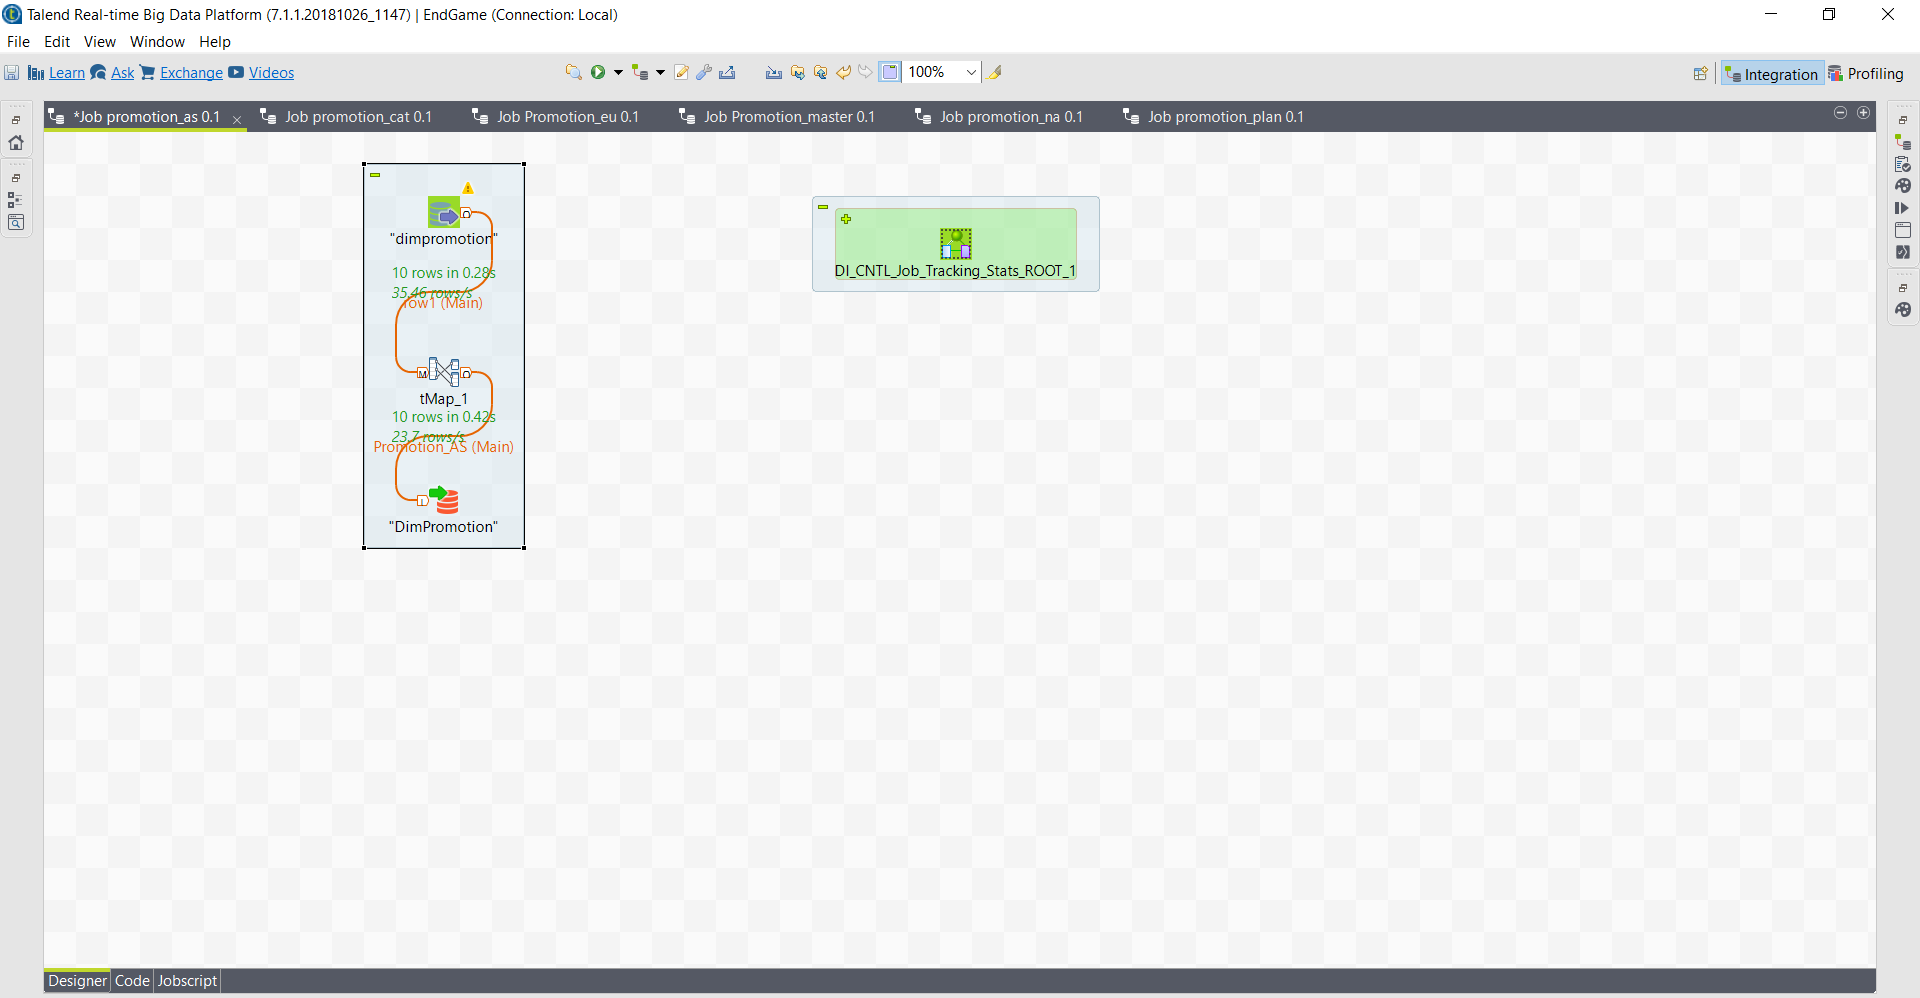 Talend Real-time Big Data Platform (7.1.1.20181026_1147) | EndGame (Connection: Local)
File Edit View Window Help
Learn Ask Exchange Videos 100% Integration Profiling
*Job promotion_as 0.1 Job promotion_cat 0.1 Job Promotion_eu 0.1 Job Promotion_master 0.1 Job promotion_na 0.1 Job promotion_plan 0.1
"dimpromotion"
10 rows in 0.28s
35.46 rows/s
row1 (Main)
tMap_1
10 rows in 0.42s
23.7 rows/s
Promotion_AS (Main)
"DimPromotion"
DI_CNTL_Job_Tracking_Stats_ROOT_1
Designer Code Jobscript